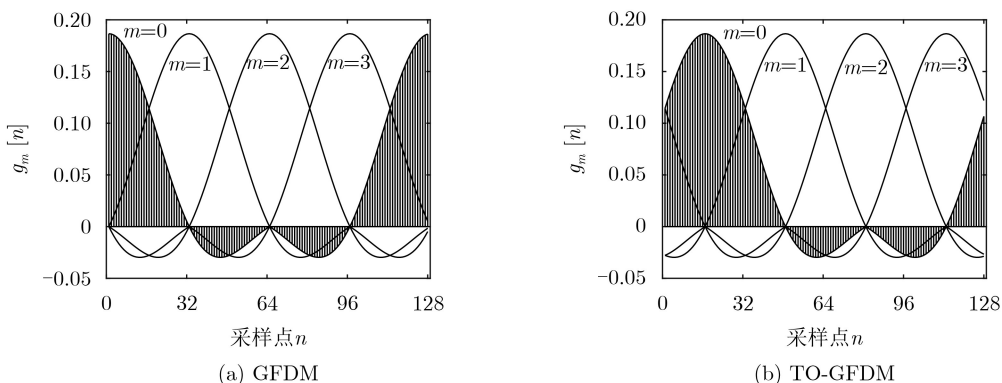 0.20
0.15
0.10
0.05
0
−0.05
g_m [n]
m=0
m=1
m=2
m=3
0 32 64 96 128
采样点n
(a) GFDM
0.20
0.15
0.10
0.05
0
−0.05
g_m [n]
m=0
m=1
m=2
m=3
0 32 64 96 128
采样点n
(b) TO-GFDM